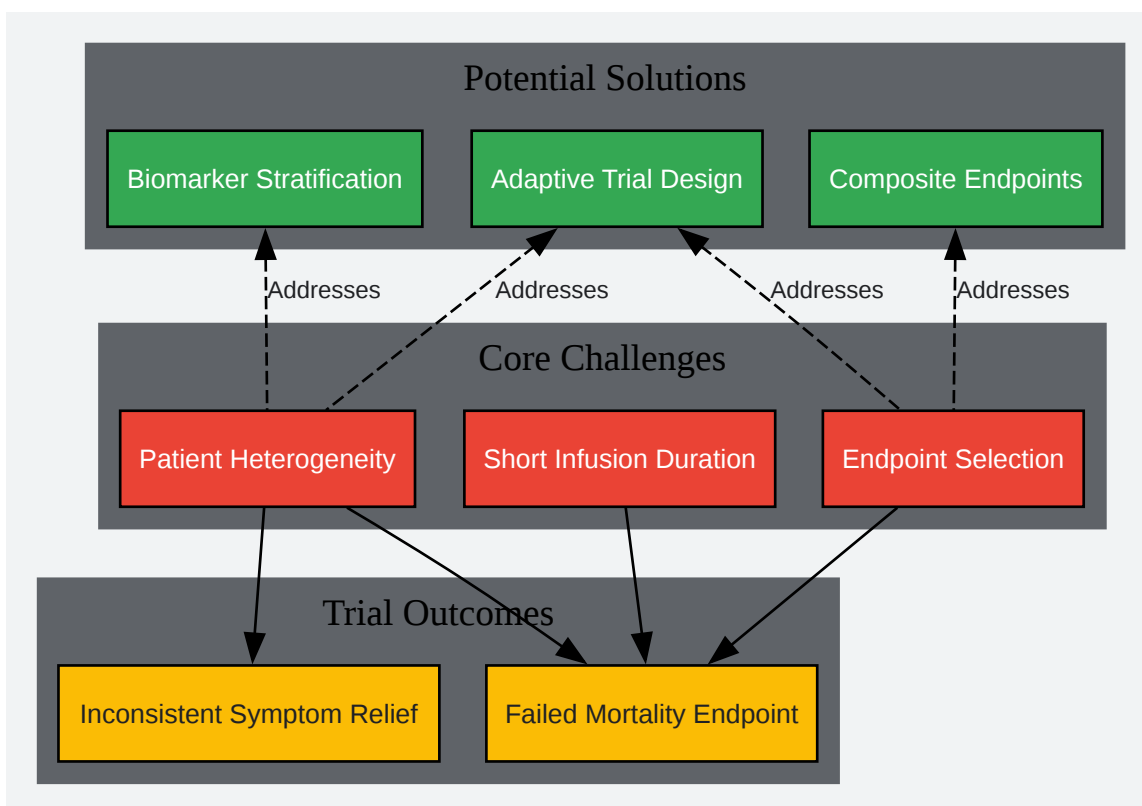 Potential Solutions
Biomarker Stratification
Adaptive Trial Design
Composite Endpoints
Addresses
Addresses
Addresses
Addresses
Core Challenges
Patient Heterogeneity
Short Infusion Duration
Endpoint Selection
Trial Outcomes
Inconsistent Symptom Relief
Failed Mortality Endpoint